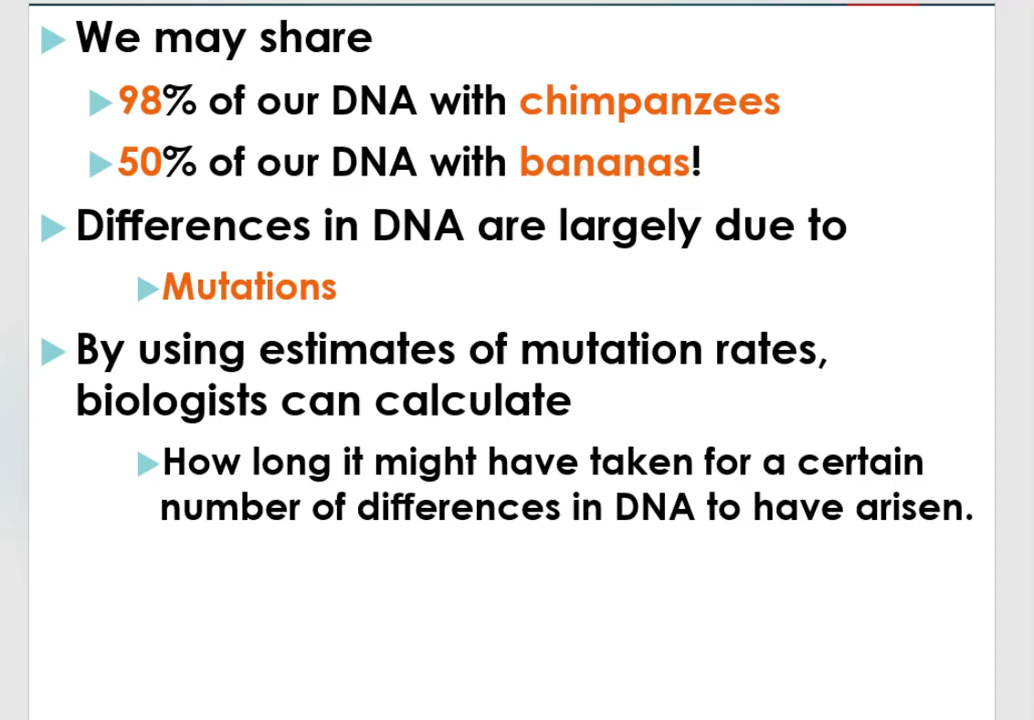 We may share
98% of our DNA with chimpanzees
50% of our DNA with bananas!
Differences in DNA are largely due to
Mutations
By using estimates of mutation rates,
biologists can calculate
How long it might have taken for a certain
number of differences in DNA to have arisen.